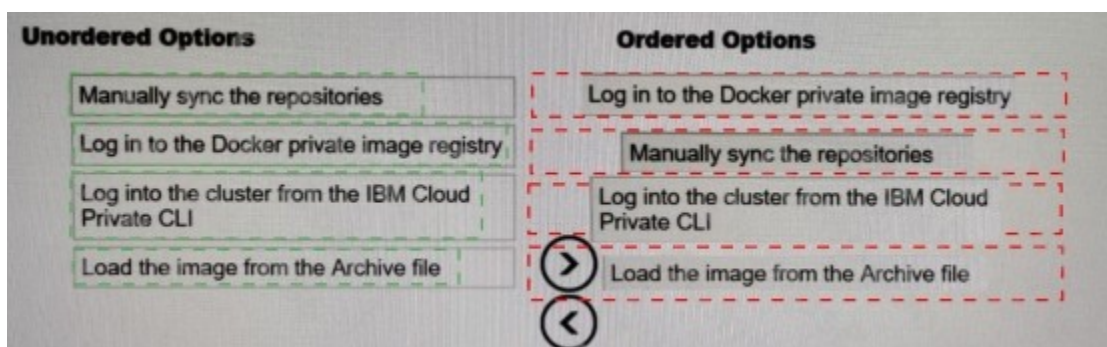 Unordered Options
Ordered Options
Manually sync the repositories
Log in to the Docker private image registry
Log into the cluster from the IBM Cloud
Private CLI
Load the image from the Archive file
Log in to the Docker private image registry
Manually sync the repositories
Log into the cluster from the IBM Cloud
Private CLI
Load the image from the Archive file